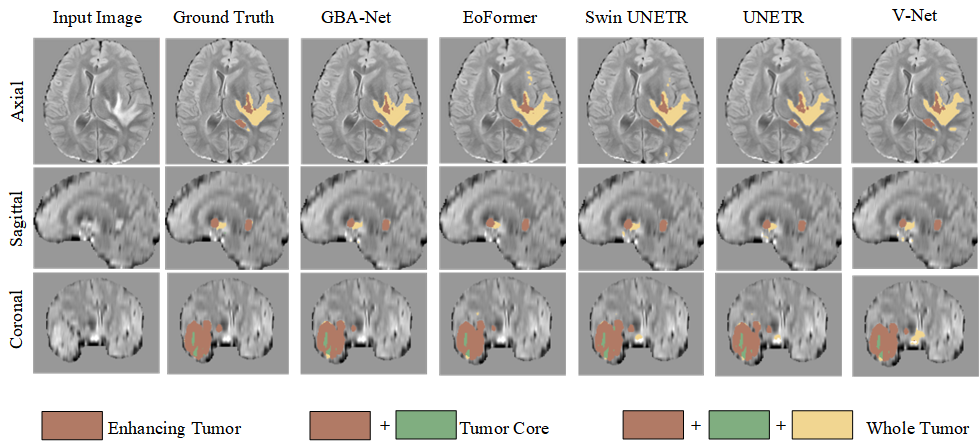 Input Image Ground Truth GBA-Net EoFormer Swin UNETR UNETR V-Net
Axial
Sagittal
Coronal
Enhancing Tumor + Tumor Core + + Whole Tumor